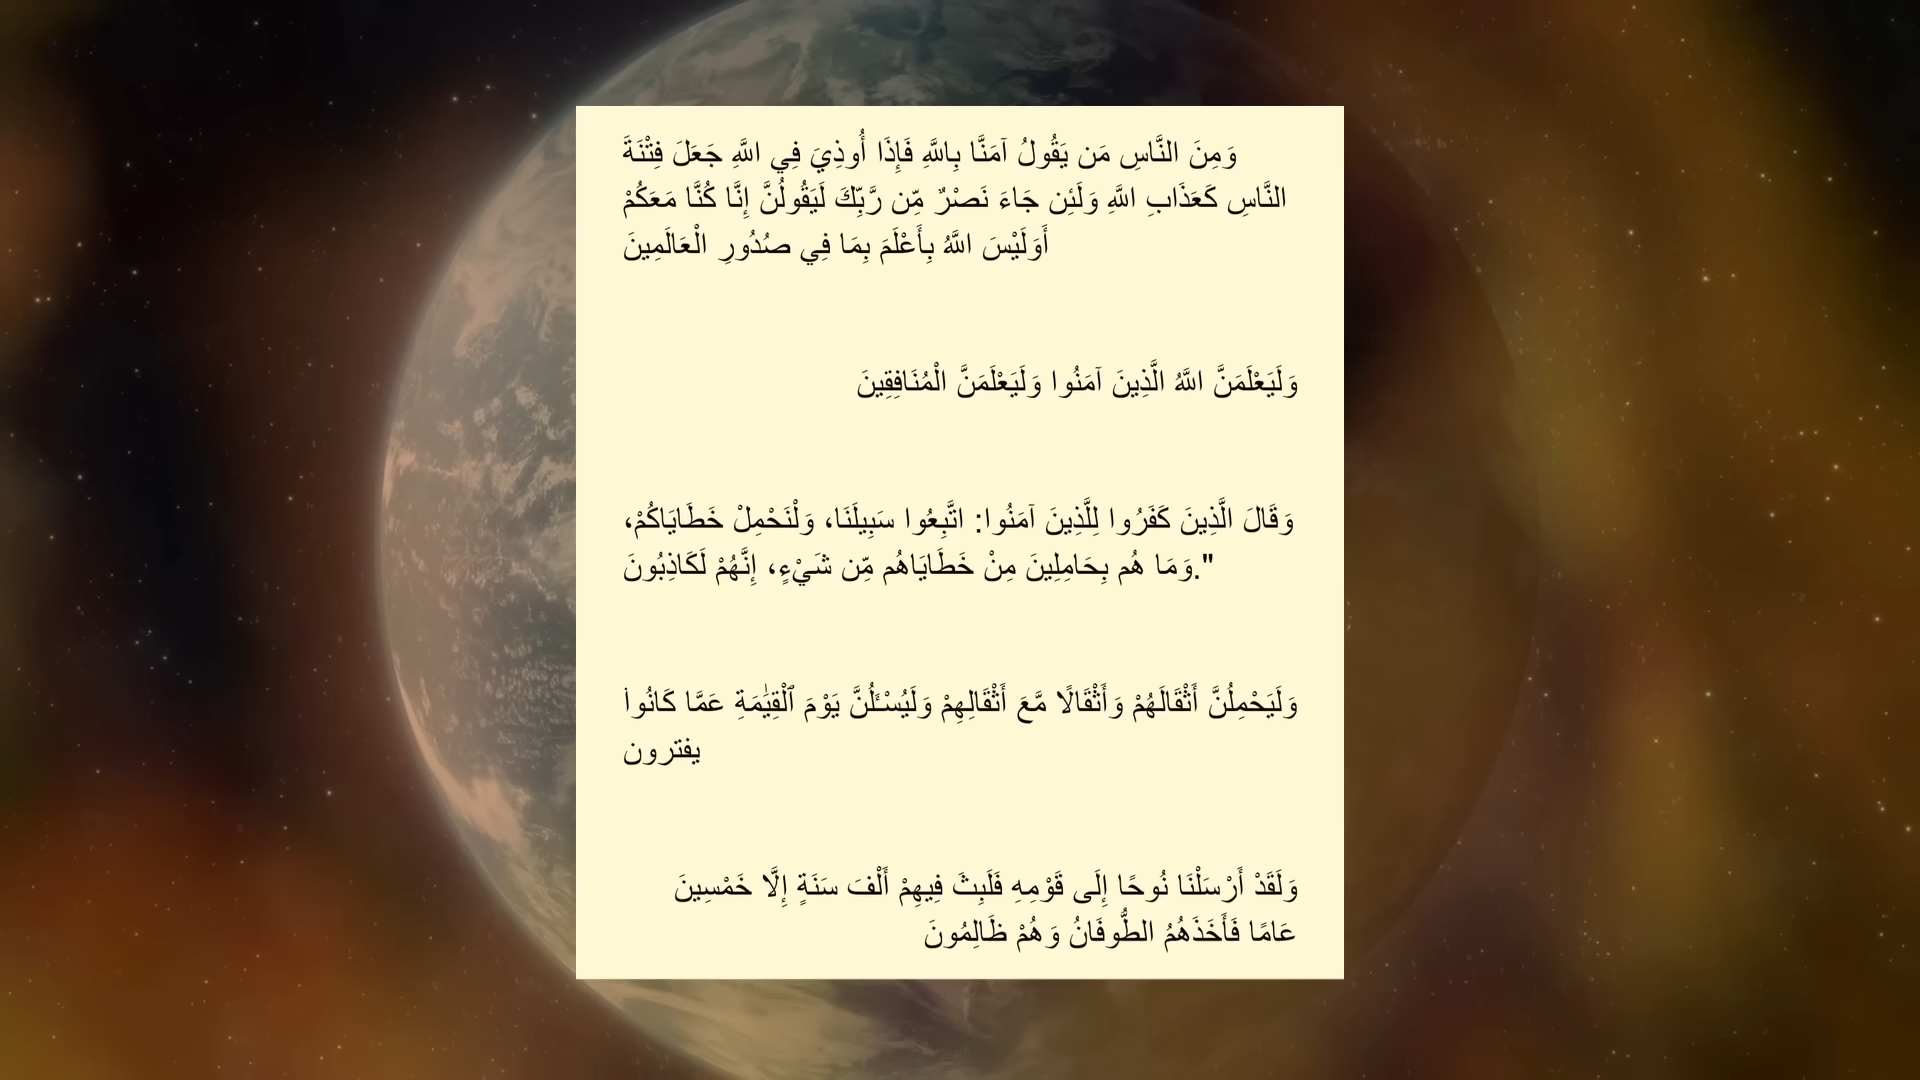 وَمِنَ النَّاسِ مَن يَقُولُ آمَنَّا بِاللَّهِ فَإِذَا أُوذِيَ فِي اللَّهِ جَعَلَ فِتْنَةَ
النَّاسِ كَعَذَابِ اللَّهِ وَلَئِن جَاءَ نَصْرٌ مِّن رَّبِّكَ لَيَقُولُنَّ إِنَّا كُنَّا مَعَكُمْ
أَوَلَيْسَ اللَّهُ بِأَعْلَمَ بِمَا فِي صُدُورِ الْعَالَمِينَ
وَلَيَعْلَمَنَّ اللَّهُ الَّذِينَ آمَنُوا وَلَيَعْلَمَنَّ الْمُنَافِقِينَ
وَقَالَ الَّذِينَ كَفَرُوا لِلَّذِينَ آمَنُوا: اتَّبِعُوا سَبِيلَنَا، وَلْنَحْمِلْ خَطَايَاكُمْ،
وَمَا هُم بِحَامِلِينَ مِنْ خَطَايَاهُم مِّن شَيْءٍ، إِنَّهُمْ لَكَاذِبُونَ."
وَلَيَحْمِلُنَّ أَثْقَالَهُمْ وَأَثْقَالًا مَّعَ أَثْقَالِهِمْ وَلَيُسْـَٔلُنَّ يَوْمَ ٱلْقِيَٰمَةِ عَمَّا كَانُوا۟
يفترون
وَلَقَدْ أَرْسَلْنَا نُوحًا إِلَى قَوْمِهِ فَلَبِثَ فِيهِمْ أَلْفَ سَنَةٍ إِلَّا خَمْسِينَ
عَامًا فَأَخَذَهُمُ الطُّوفَانُ وَهُمْ ظَالِمُونَ